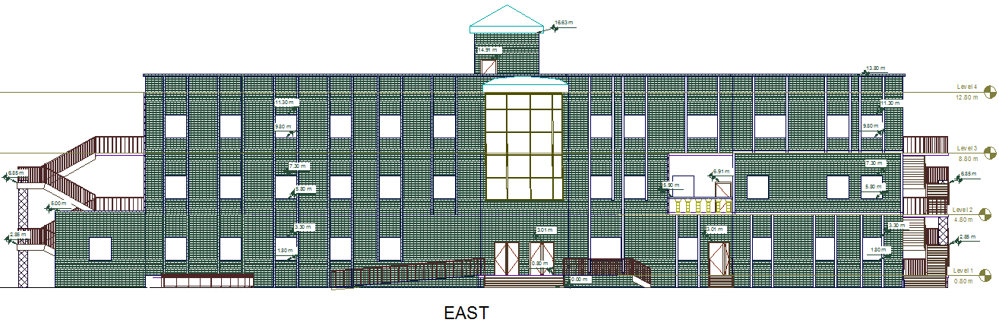 16.63 m
14.91 m
13.80 m
Level 4
12.80 m
11.30 m
11.30 m
9.80 m
9.80 m
Level 3
8.80 m
7.30 m
7.30 m
6.85 m
6.91 m
6.85 m
5.90 m
5.80 m
5.80 m
5.00 m
Level 2
4.80 m
3.30 m
3.01 m
3.01 m
3.30 m
2.85 m
2.85 m
1.80 m
1.80 m
0.80 m
Level 1
0.80 m
0.00 m
EAST